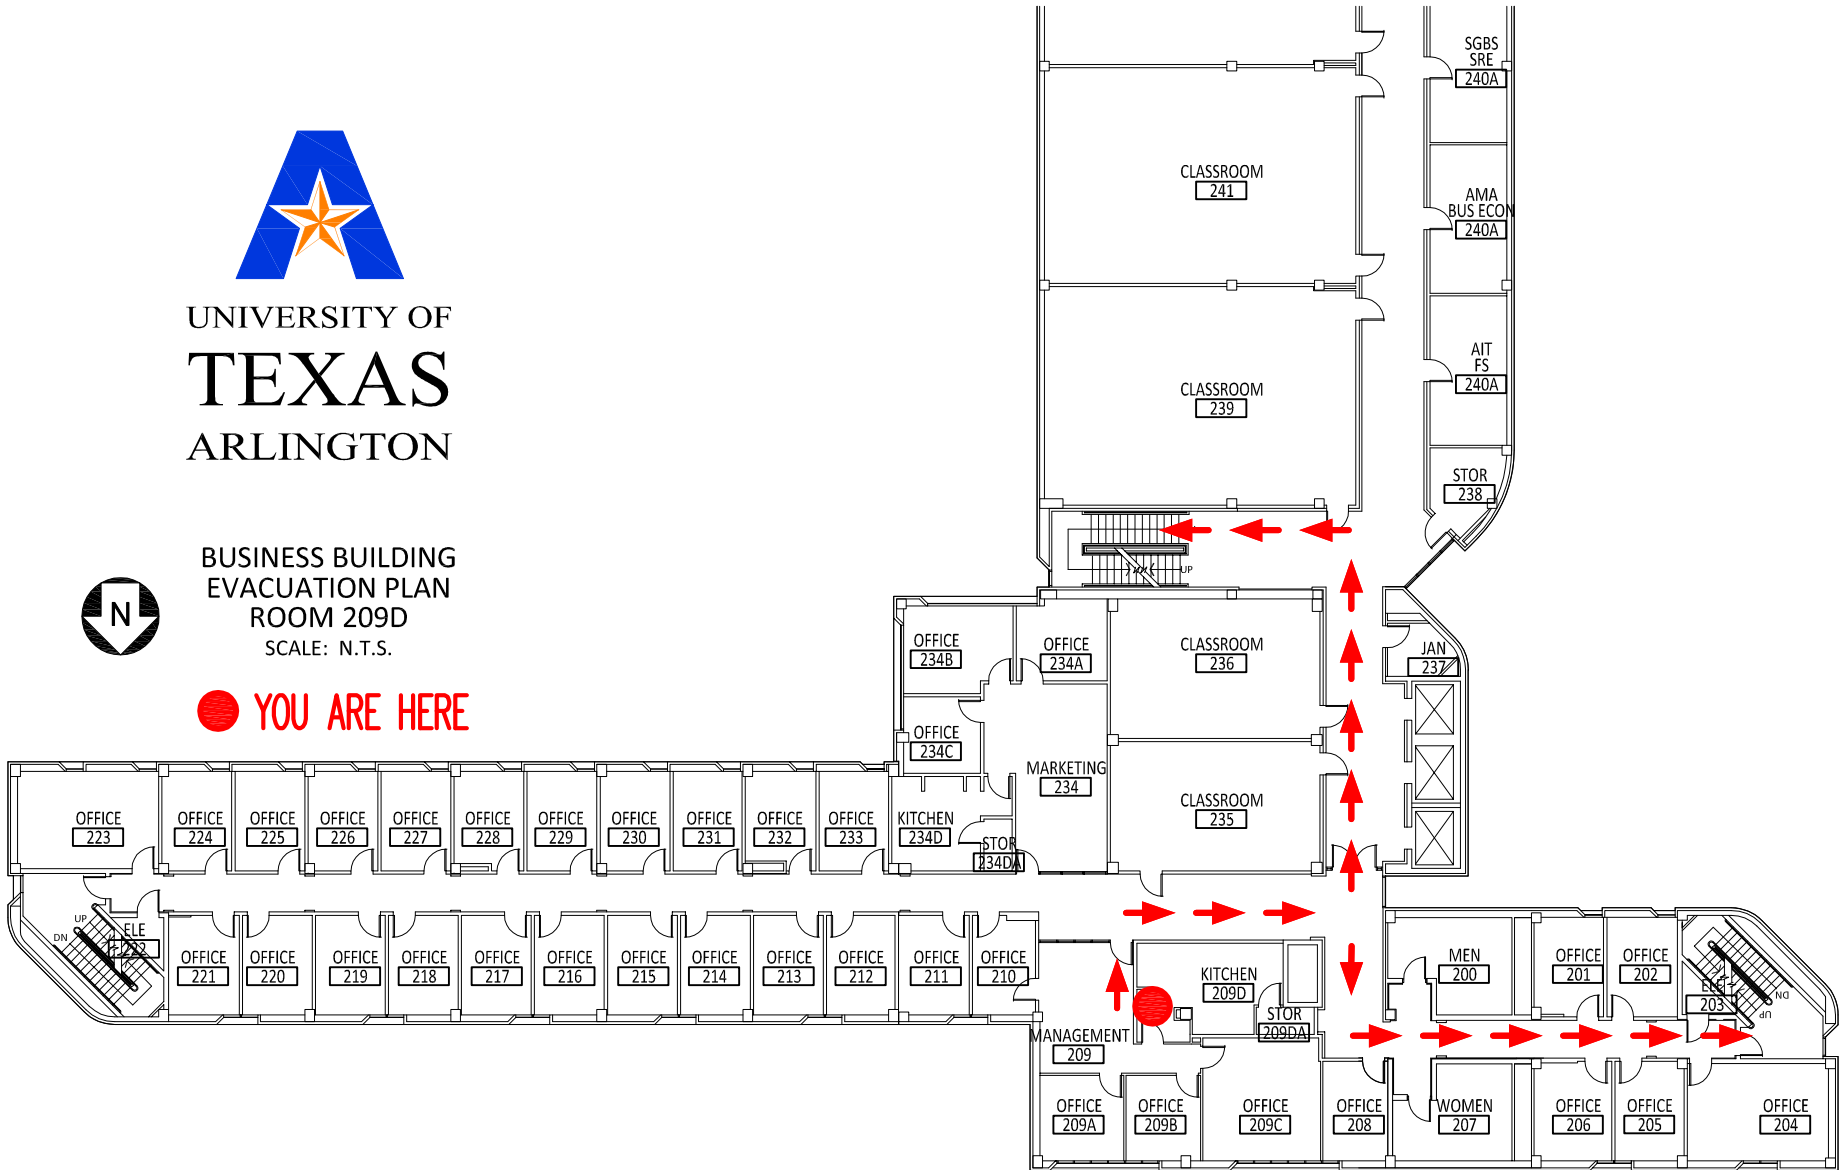 SGBS
SRE
240A
CLASSROOM
241
AMA
BUS ECON
240A
UNIVERSITY OF
TEXAS
ARLINGTON
AIT
FS
240A
CLASSROOM
239
STOR
238
BUSINESS BUILDING
EVACUATION PLAN
ROOM 209D
SCALE: N.T.S.
N
YOU ARE HERE
UP
OFFICE
234B
OFFICE
234A
CLASSROOM
236
JAN
237
OFFICE
234C
MARKETING
234
CLASSROOM
235
OFFICE
223
OFFICE
224
OFFICE
225
OFFICE
226
OFFICE
227
OFFICE
228
OFFICE
229
OFFICE
230
OFFICE
231
OFFICE
232
OFFICE
233
KITCHEN
234D
STOR
234DA
UP
DN
ELE
222
OFFICE
221
OFFICE
220
OFFICE
219
OFFICE
218
OFFICE
217
OFFICE
216
OFFICE
215
OFFICE
214
OFFICE
213
OFFICE
212
OFFICE
211
OFFICE
210
KITCHEN
209D
STOR
209DA
MEN
200
OFFICE
201
OFFICE
202
ELE
203
DN
UP
MANAGEMENT
209
OFFICE
209A
OFFICE
209B
OFFICE
209C
OFFICE
208
WOMEN
207
OFFICE
206
OFFICE
205
OFFICE
204